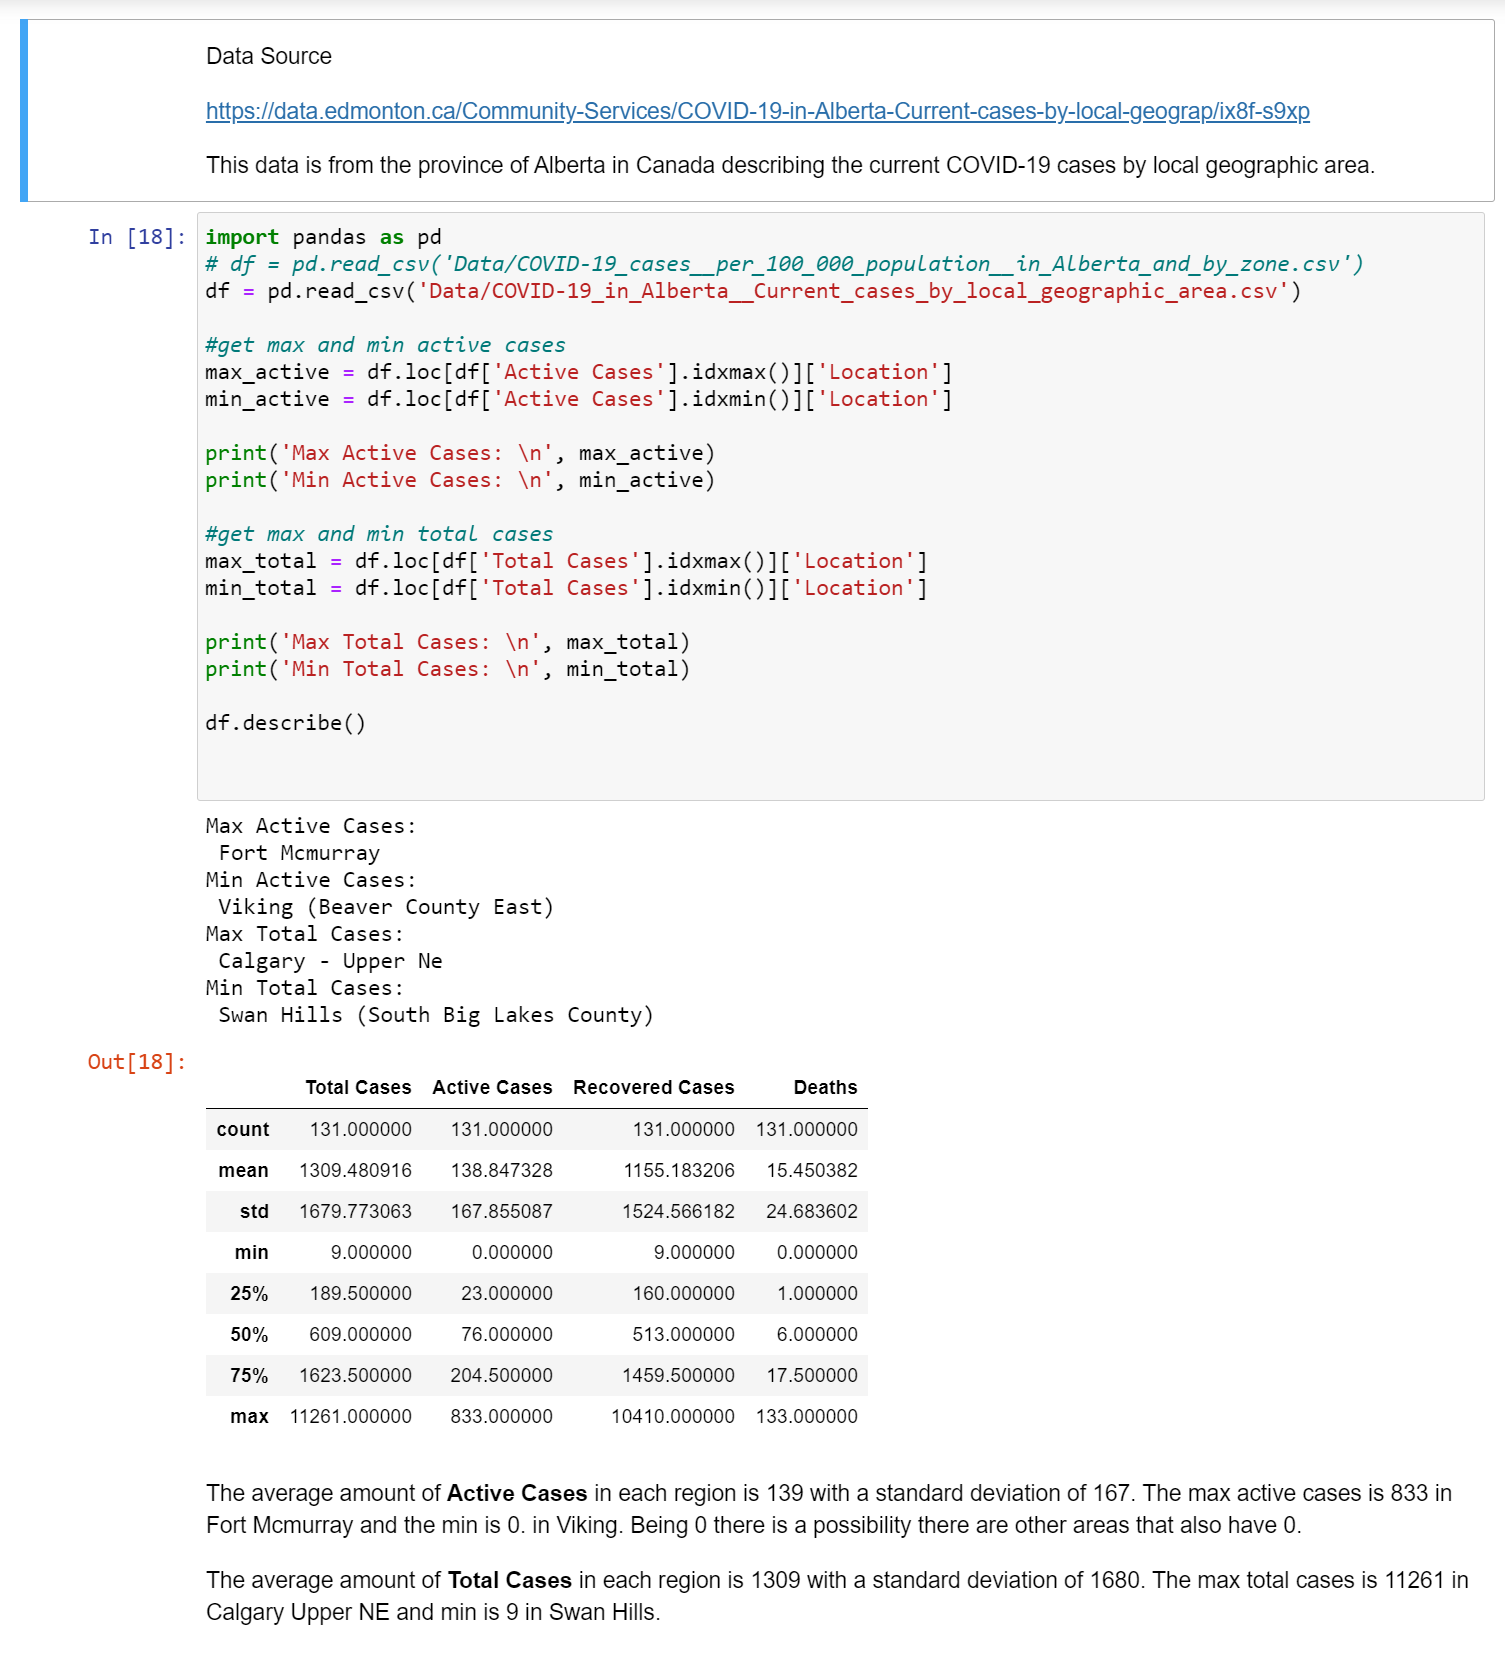 Data Source
https://data.edmonton.ca/Community-Services/COVID-19-in-Alberta-Current-cases-by-local-geograp/ix8f-s9xp
This data is from the province of Alberta in Canada describing the current COVID-19 cases by local geographic area.
In [18]:
import pandas as pd
# df = pd.read_csv('Data/COVID-19_cases__per_100_000_population__in_Alberta_and_by_zone.csv')
df = pd.read_csv('Data/COVID-19_in_Alberta__Current_cases_by_local_geographic_area.csv')
#get max and min active cases
max_active = df.loc[df['Active Cases'].idxmax()]['Location']
min_active = df.loc[df['Active Cases'].idxmin()]['Location']
print('Max Active Cases: \n', max_active)
print('Min Active Cases: \n', min_active)
#get max and min total cases
max_total = df.loc[df['Total Cases'].idxmax()]['Location']
min_total = df.loc[df['Total Cases'].idxmin()]['Location']
print('Max Total Cases: \n', max_total)
print('Min Total Cases: \n', min_total)
df.describe()
Max Active Cases:
Fort Mcmurray
Min Active Cases:
Viking (Beaver County East)
Max Total Cases:
Calgary - Upper Ne
Min Total Cases:
Swan Hills (South Big Lakes County)
Out[18]:
Total Cases Active Cases Recovered Cases Deaths
count 131.000000 131.000000 131.000000 131.000000
mean 1309.480916 138.847328 1155.183206 15.450382
std 1679.773063 167.855087 1524.566182 24.683602
min 9.000000 0.000000 9.000000 0.000000
25% 189.500000 23.000000 160.000000 1.000000
50% 609.000000 76.000000 513.000000 6.000000
75% 1623.500000 204.500000 1459.500000 17.500000
max 11261.000000 833.000000 10410.000000 133.000000
The average amount of Active Cases in each region is 139 with a standard deviation of 167. The max active cases is 833 in
Fort Mcmurray and the min is 0. in Viking. Being 0 there is a possibility there are other areas that also have 0.
The average amount of Total Cases in each region is 1309 with a standard deviation of 1680. The max total cases is 11261 in
Calgary Upper NE and min is 9 in Swan Hills.